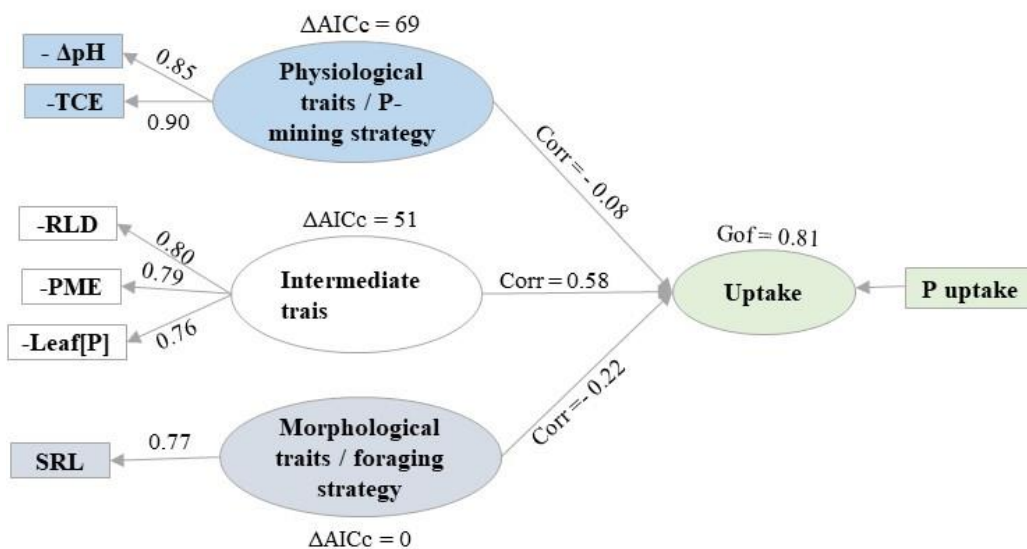 ΔAICc = 69
- ΔpH
0.85
-TCE
0.90
Physiological
traits / P-
mining strategy
Corr = - 0.08
ΔAICc = 51
-RLD
0.80
-PME
0.79
-Leaf[P]
0.76
Intermediate
trais
Corr = 0.58
Gof = 0.81
Uptake
P uptake
Corr =- 0.22
SRL
0.77
Morphological
traits / foraging
strategy
ΔAICc = 0